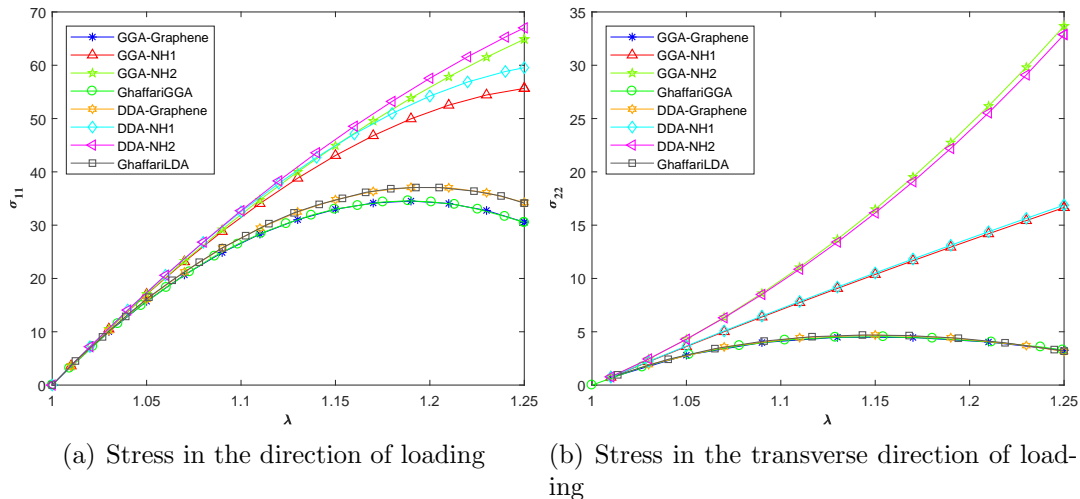 70
60
50
40
30
20
10
0
σ11
GGA-Graphene
GGA-NH1
GGA-NH2
GhaffariGGA
DDA-Graphene
DDA-NH1
DDA-NH2
GhaffariLDA
1 1.05 1.1 1.15 1.2 1.25
λ
(a) Stress in the direction of loading
35
30
25
20
15
10
5
0
σ22
GGA-Graphene
GGA-NH1
GGA-NH2
GhaffariGGA
DDA-Graphene
DDA-NH1
DDA-NH2
GhaffariLDA
1 1.05 1.1 1.15 1.2 1.25
λ
(b) Stress in the transverse direction of load-
ing